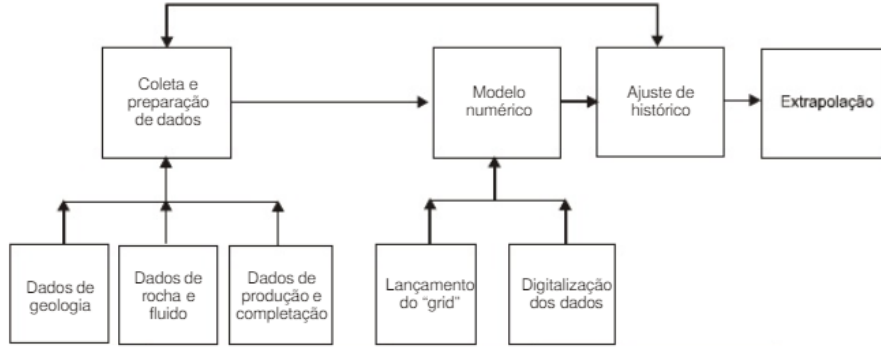 Coleta e
preparação
de dados
Modelo
numérico
Ajuste de
histórico
Extrapolação
Dados de
geologia
Dados de
rocha e
fluido
Dados de
produção e
completação
Lançamento
do "grid"
Digitalização
dos dados